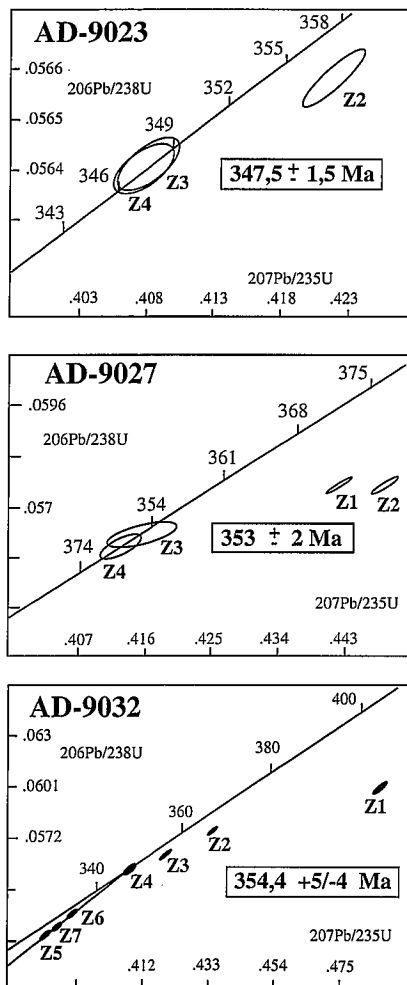 AD-9023
358
355
352
349
346
343
.0566
.0565
.0564
206Pb/238U
Z2
Z3
Z4
347,5 ± 1,5 Ma
207Pb/235U
.403 .408 .413 .418 .423
AD-9027
375
368
361
354
374
.0596
.057
206Pb/238U
Z1 Z2
Z3
Z4
353 ± 2 Ma
207Pb/235U
.407 .416 .425 .434 .443
AD-9032
400
380
360
340
.063
.0601
.0572
206Pb/238U
Z1
Z2
Z3
Z4
Z6
Z7
Z5
354,4 +5/-4 Ma
207Pb/235U
.412 .433 .454 .475